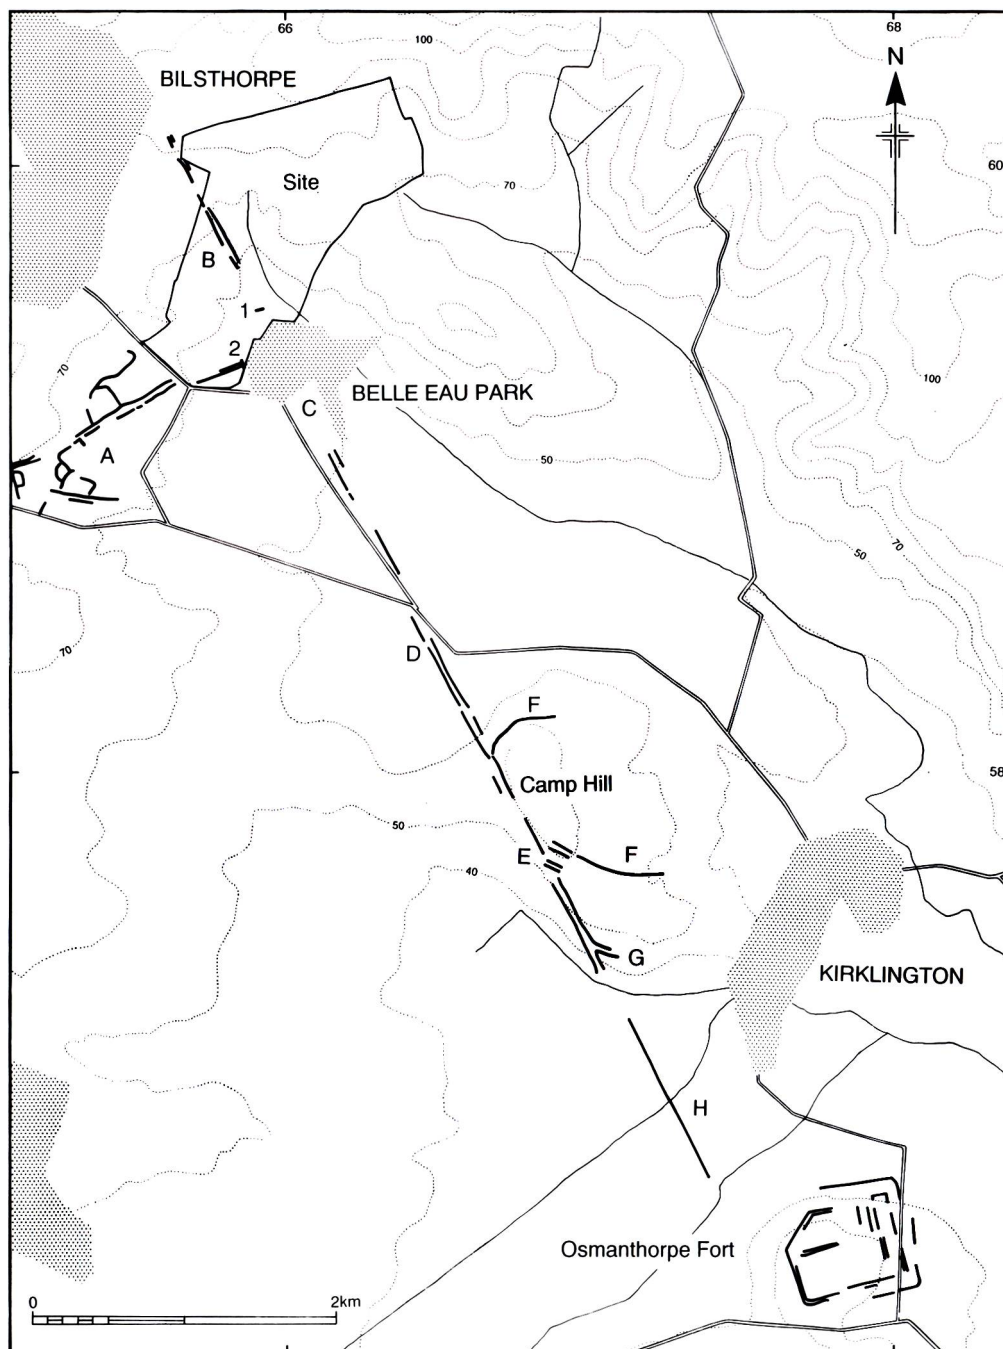 66
68
100
BILSTHORPE
N
60
Site
70
B
1
2
70
100
BELLE EAU PARK
C
A
50
50
70
70
D
F
58
Camp Hill
50
E
F
40
G
KIRKLINGTON
H
Osmanthorpe Fort
0
2km